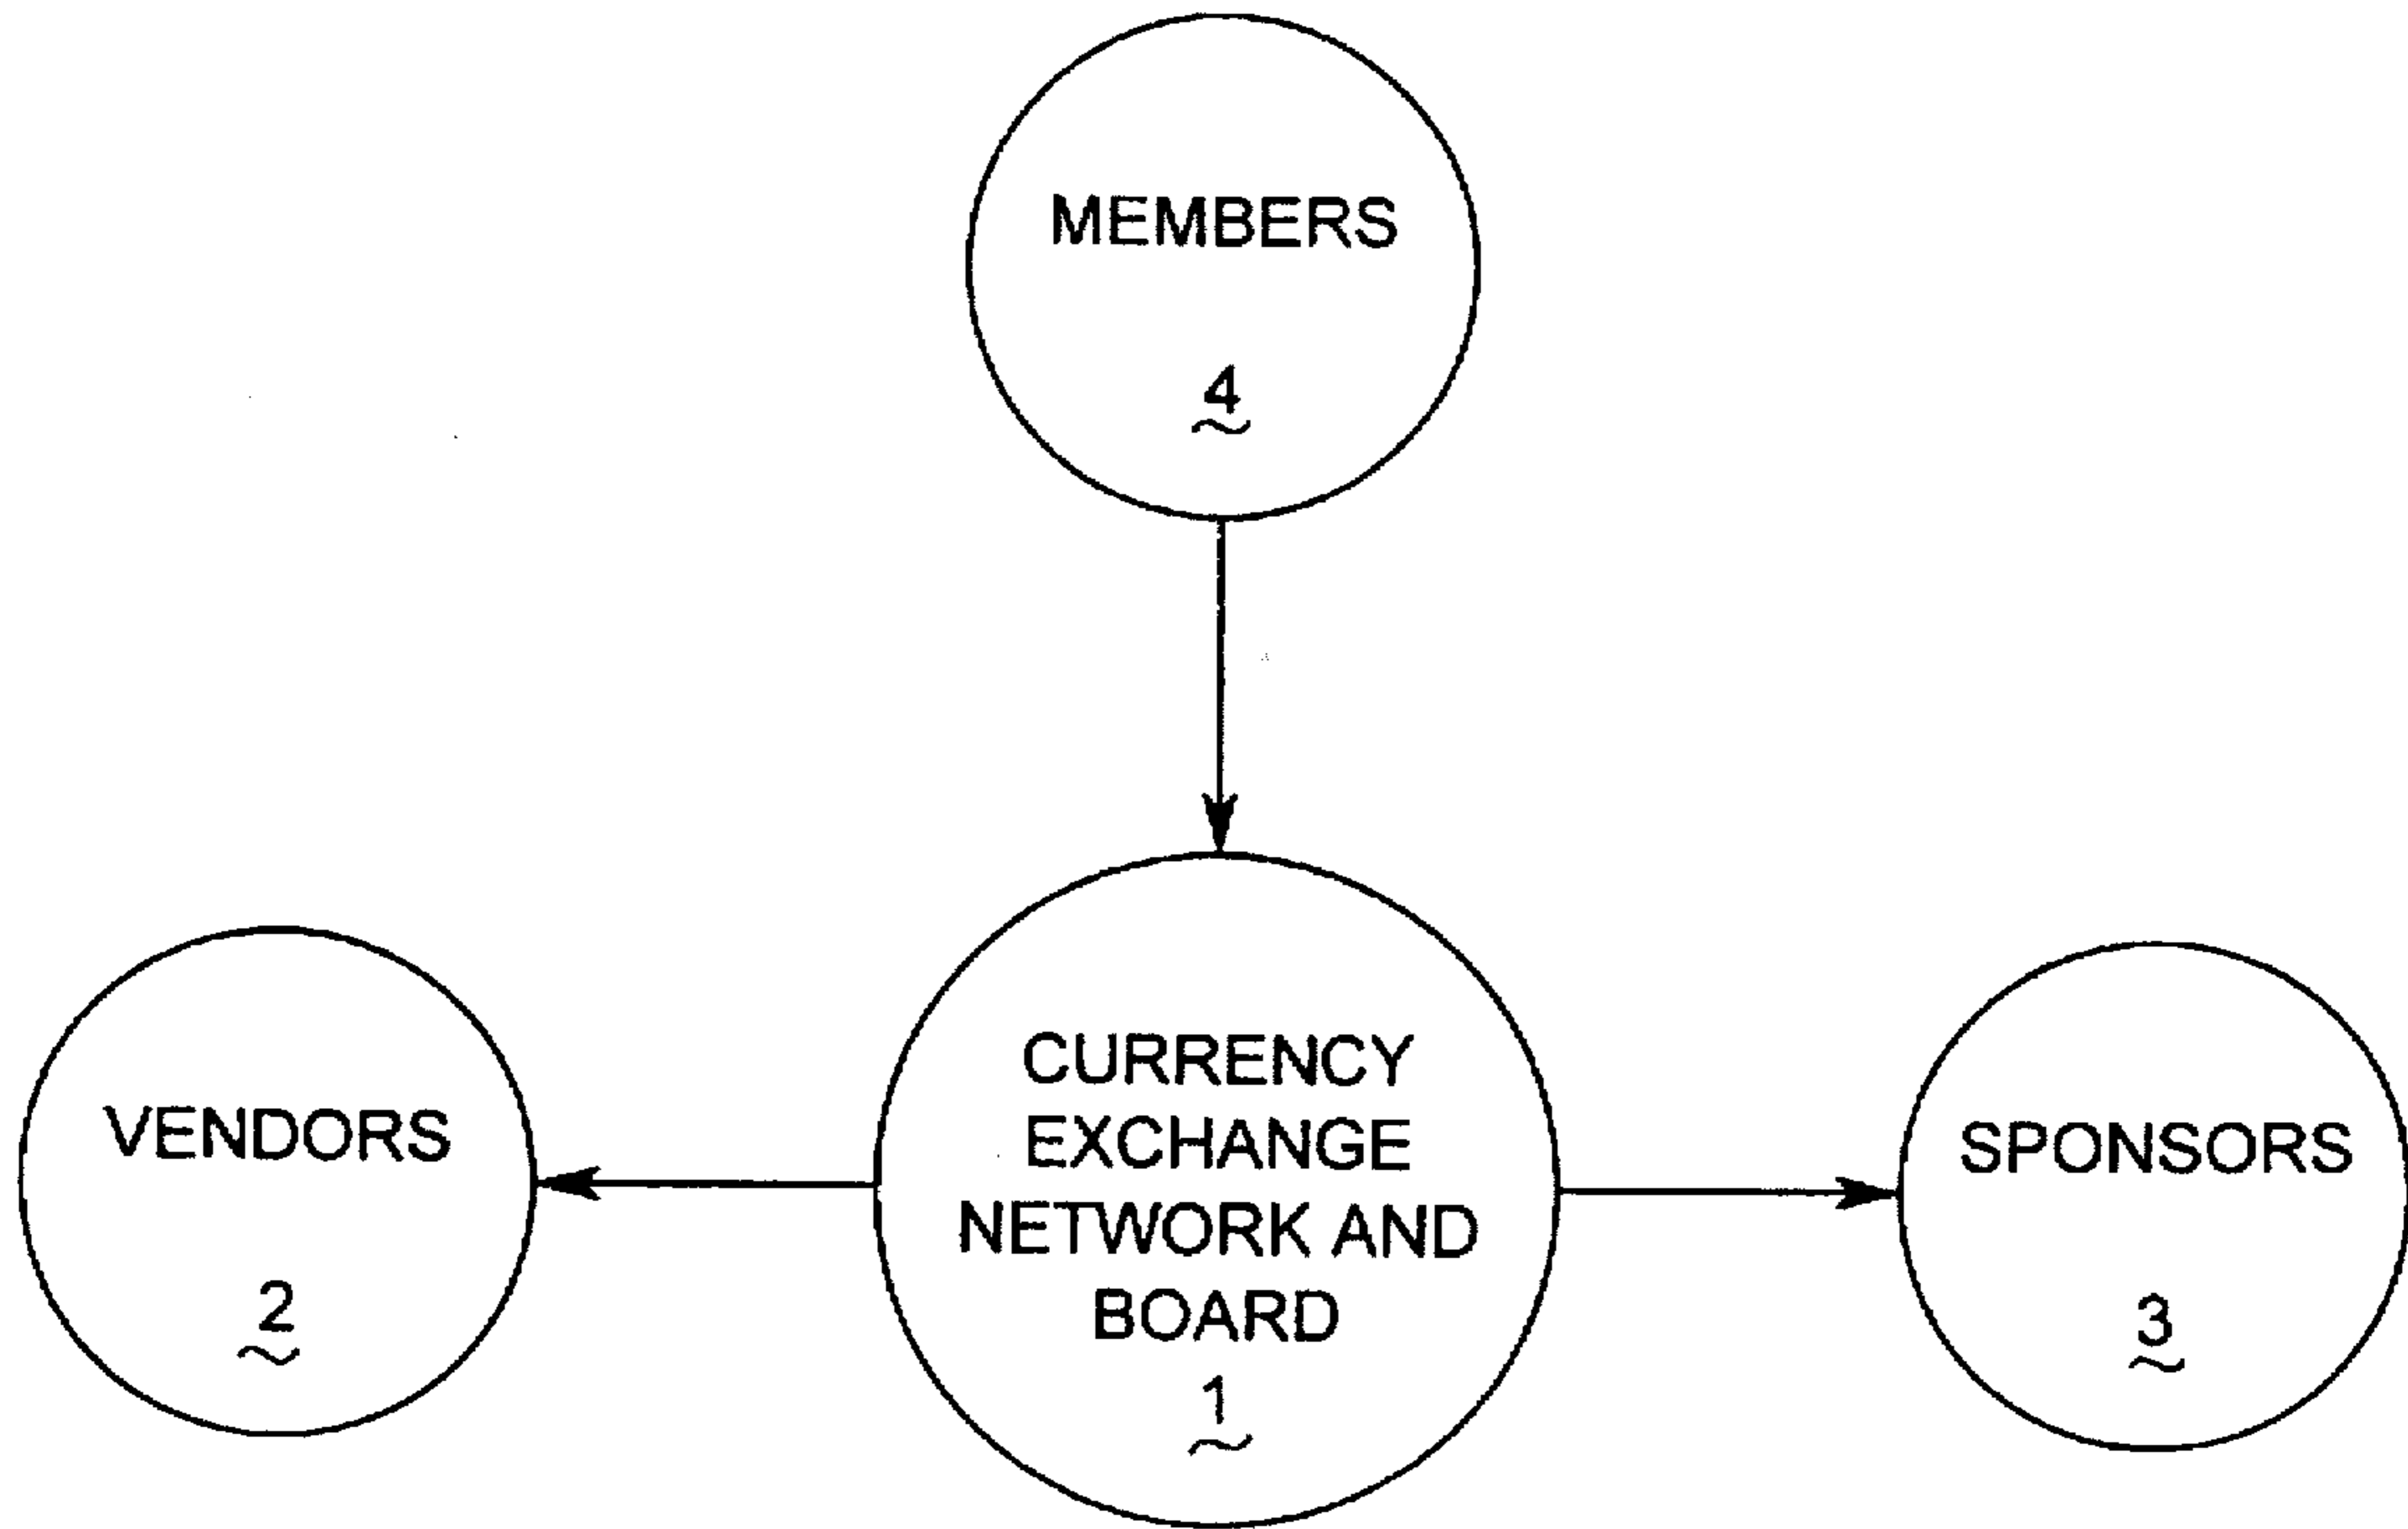 MEMBERS
4
CURRENCY
EXCHANGE
NETWORK AND
BOARD
1
VENDORS
2
SPONSORS
3